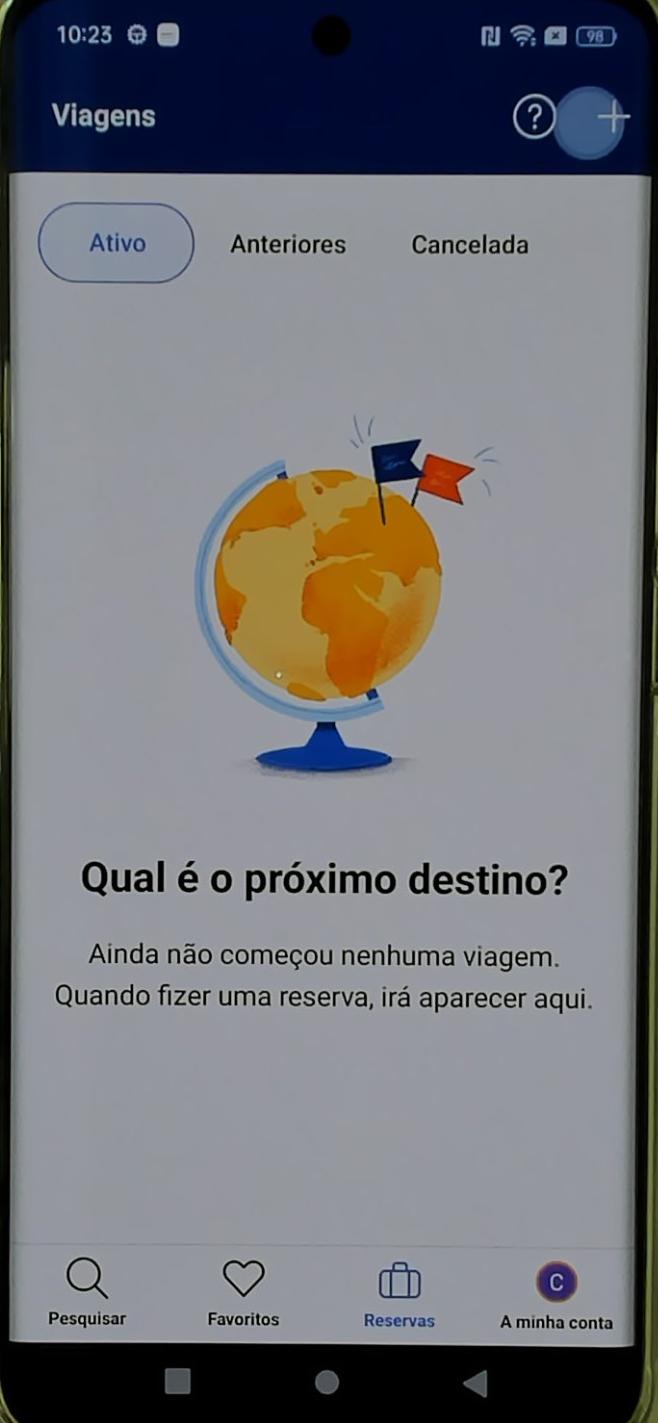 10:23
98
Viagens
Ativo Anteriores Cancelada
Qual é o próximo destino?
Ainda não começou nenhuma viagem.
Quando fizer uma reserva, irá aparecer aqui.
C
Pesquisar Favoritos Reservas A minha conta